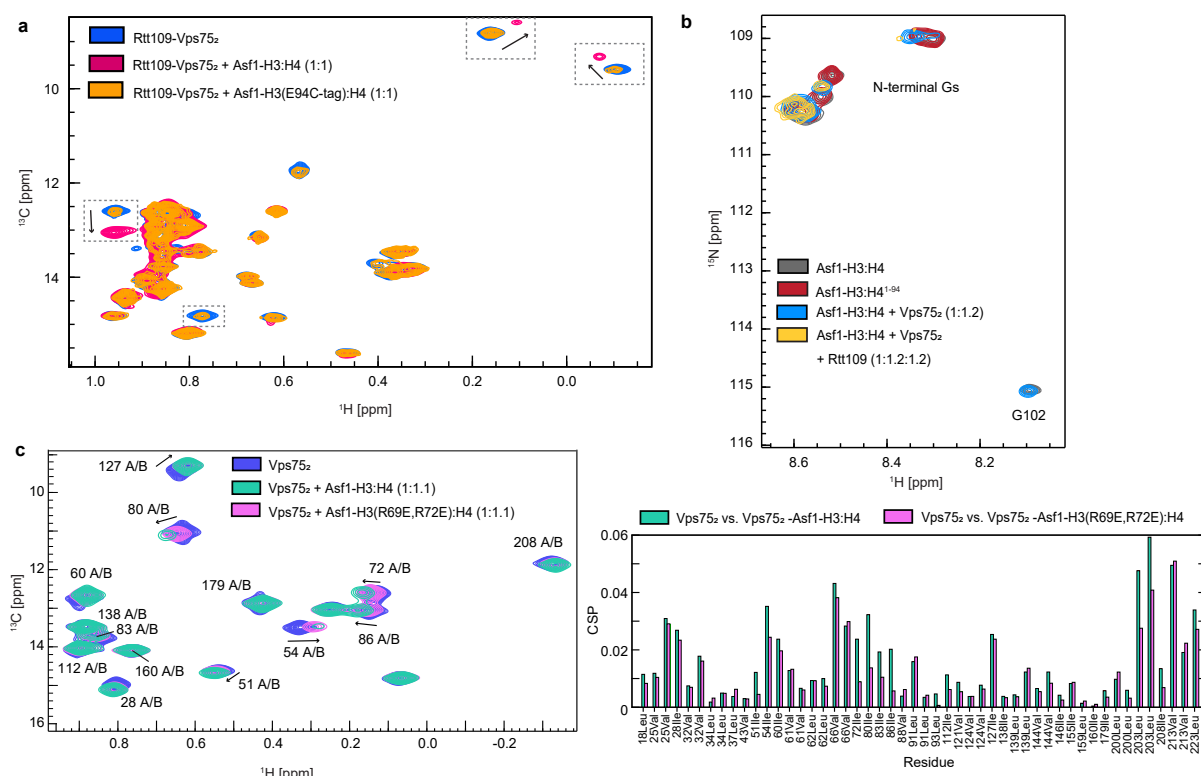 a
Rtt109-Vps75₂
Rtt109-Vps75₂ + Asf1-H3:H4 (1:1)
Rtt109-Vps75₂ + Asf1-H3(E94C-tag):H4 (1:1)
10
12
14
¹³C [ppm]
1.0
0.8
0.6
0.4
0.2
0.0
¹H [ppm]
b
109
110
111
112
113
114
115
116
¹⁵N [ppm]
N-terminal Gs
Asf1-H3:H4
Asf1-H3:H4¹⁻⁹⁴
Asf1-H3:H4 + Vps75₂ (1:1.2)
Asf1-H3:H4 + Vps75₂
+ Rtt109 (1:1.2:1.2)
G102
8.6
8.4
8.2
¹H [ppm]
c
Vps75₂
Vps75₂ + Asf1-H3:H4 (1:1.1)
Vps75₂ + Asf1-H3(R69E,R72E):H4 (1:1.1)
127 A/B
80 A/B
60 A/B
138 A/B
83 A/B
112 A/B
160 A/B
28 A/B
179 A/B
54 A/B
51 A/B
72 A/B
86 A/B
208 A/B
10
12
14
16
¹³C [ppm]
0.8
0.6
0.4
0.2
0.0
-0.2
¹H [ppm]
Vps75₂ vs. Vps75₂ -Asf1-H3:H4
Vps75₂ vs. Vps75₂ -Asf1-H3(R69E,R72E):H4
0.06
0.04
0.02
0
CSP
18Leu
25Val
25Val
28Ile
32Val
32Val
34Leu
34Leu
37Leu
43Val
51Ile
54Ile
60Ile
61Val
61Val
62Leu
62Leu
66Val
66Val
72Ile
80Ile
83Ile
86Ile
88Val
91Leu
91Leu
93Leu
112Ile
121Val
124Val
124Val
127Ile
138Ile
139Leu
139Leu
144Val
144Val
146Ile
155Ile
159Leu
160Ile
179Ile
200Leu
200Leu
203Leu
203Leu
208Ile
213Val
213Val
223Leu
Residue